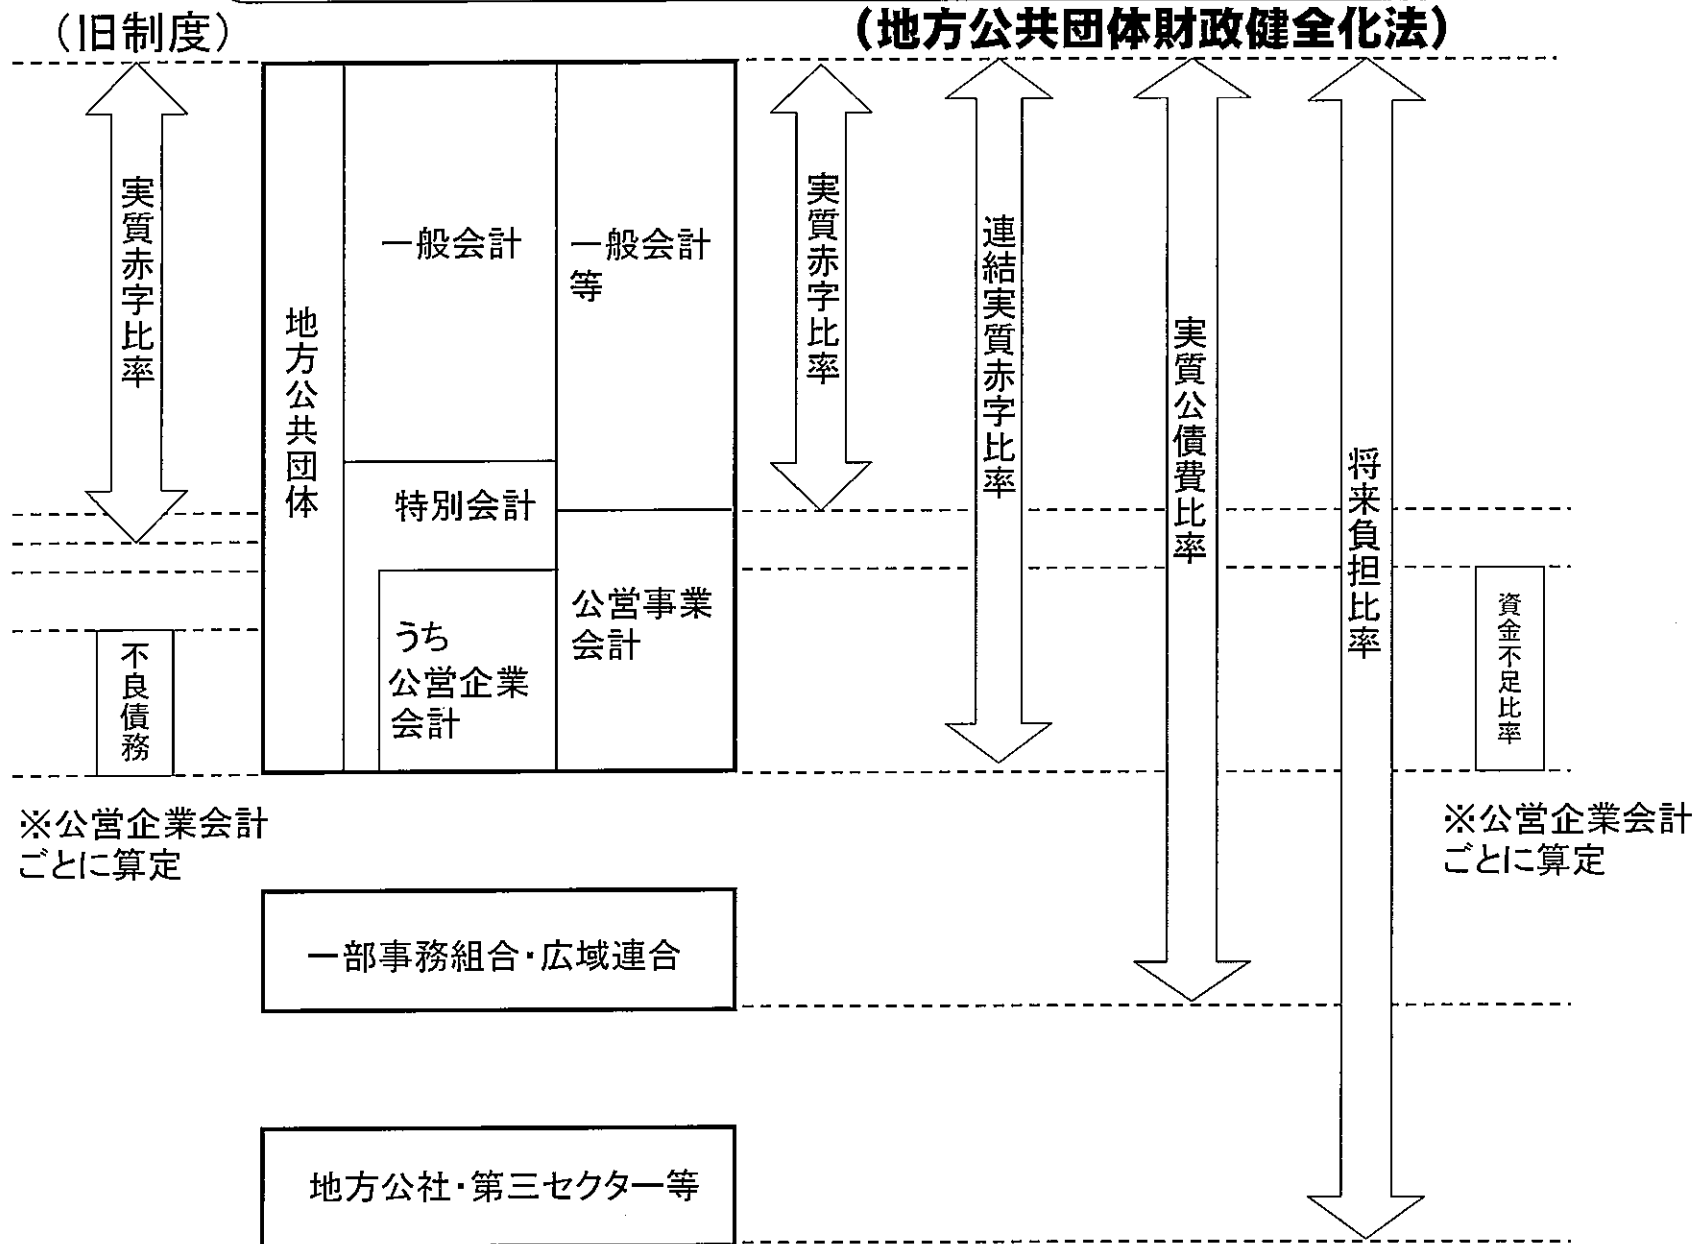 （旧制度）
（地方公共団体財政健全化法）
実質赤字比率
不良債務
※公営企業会計
ごとに算定
地方公共団体
一般会計
特別会計
うち
公営企業
会計
一般会計
等
公営事業
会計
実質赤字比率
連結実質赤字比率
実質公債費比率
将来負担比率
資金不足比率
※公営企業会計
ごとに算定
一部事務組合・広域連合
地方公社・第三セクター等